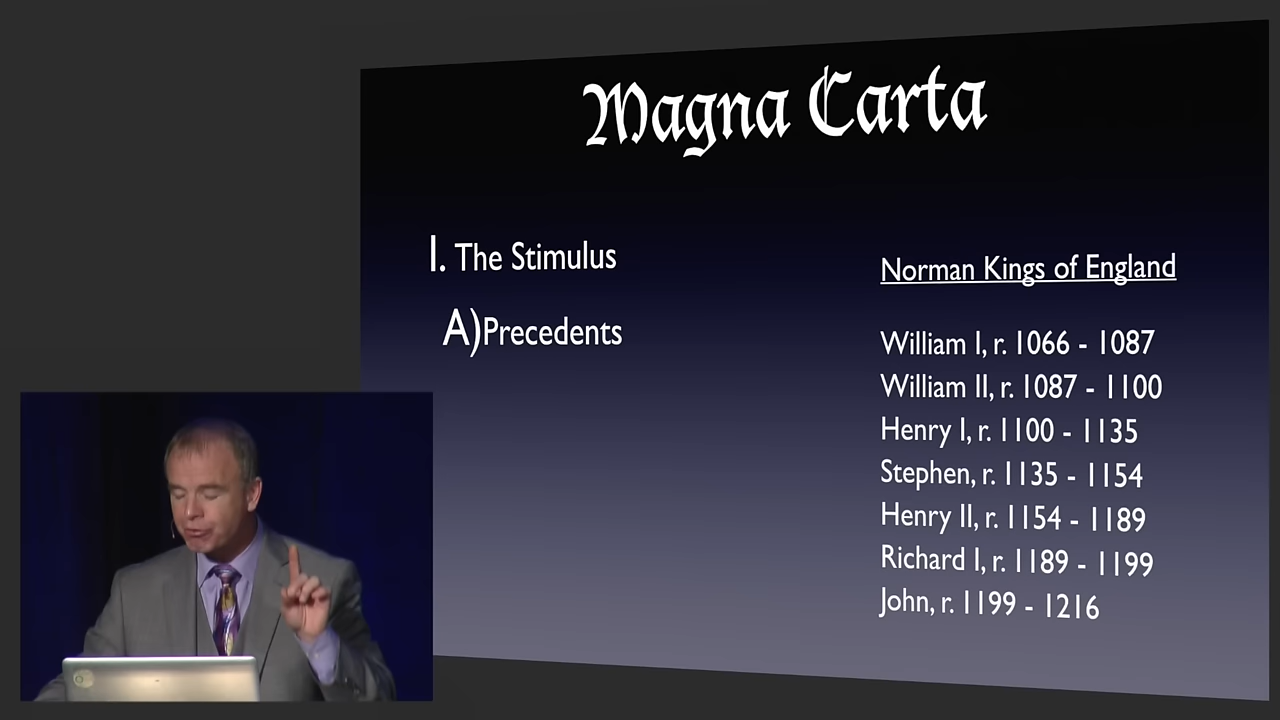 Magna Carta
I. The Stimulus
A)Precedents
Norman Kings of England
William I, r. 1066 - 1087
William II, r. 1087 - 1100
Henry I, r. 1100 - 1135
Stephen, r. 1135 - 1154
Henry II, r. 1154 - 1189
Richard I, r. 1189 - 1199
John, r. 1199 - 1216